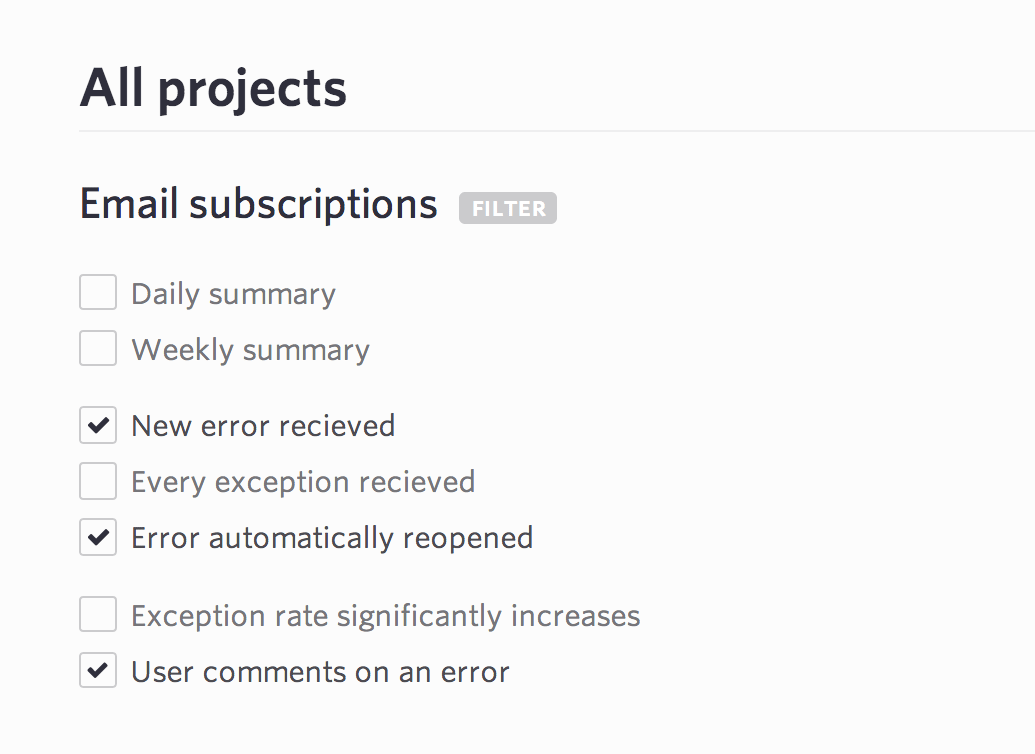 All projects
Email subscriptions FILTER
Daily summary
Weekly summary
New error recieved
Every exception recieved
Error automatically reopened
Exception rate significantly increases
User comments on an error